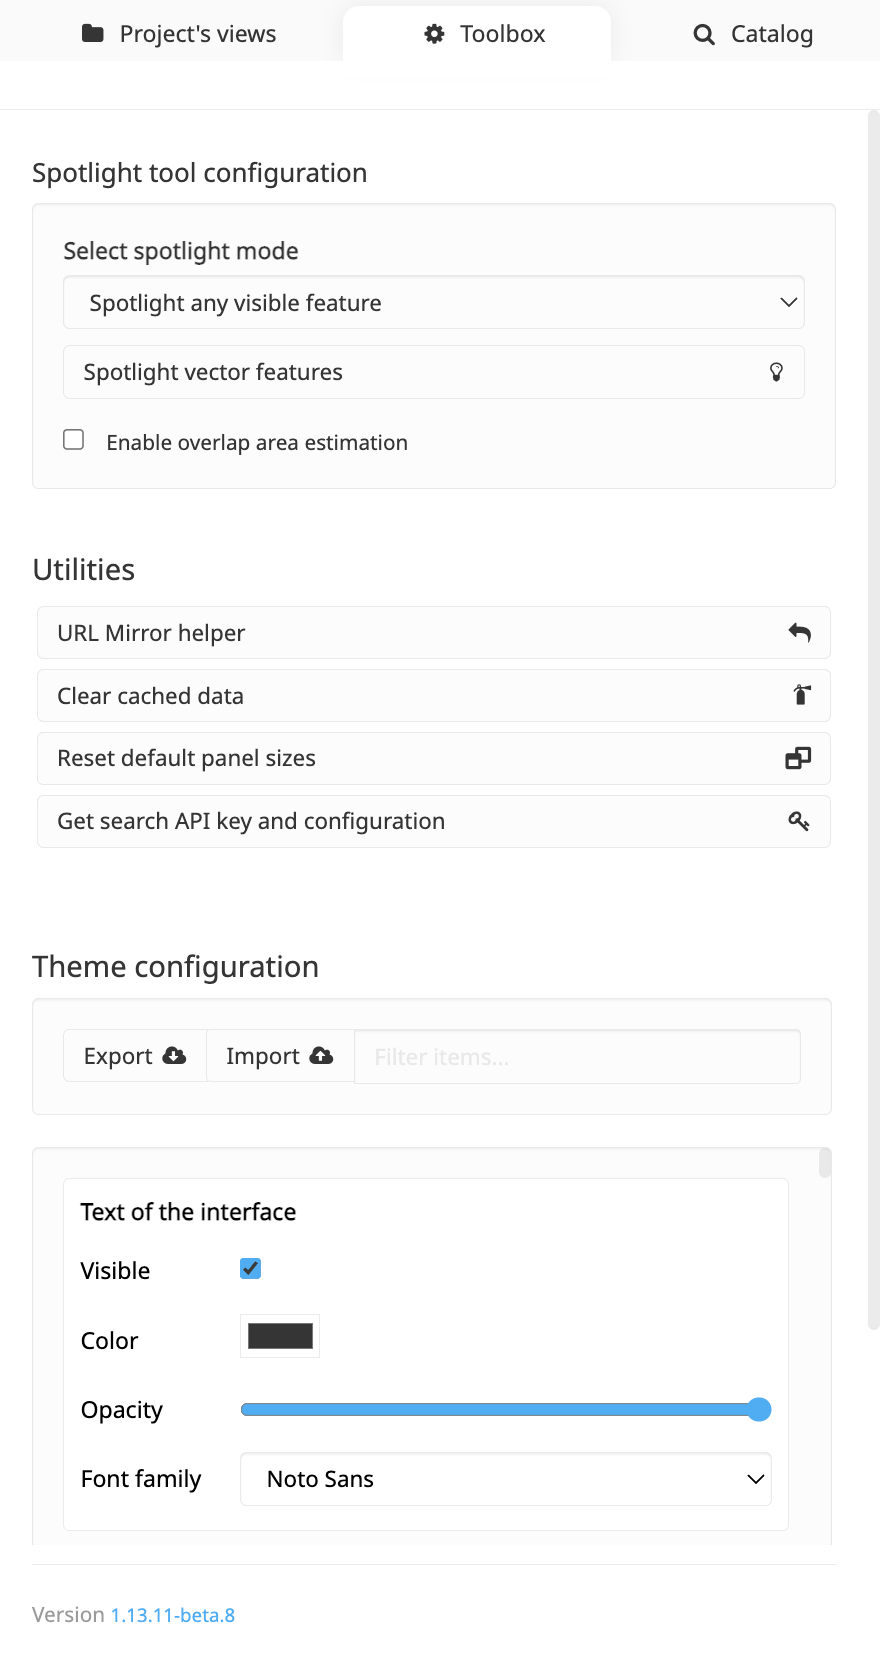 Project's views
Toolbox
Catalog
Spotlight tool configuration
Select spotlight mode
Spotlight any visible feature
Spotlight vector features
Enable overlap area estimation
Utilities
URL Mirror helper
Clear cached data
Reset default panel sizes
Get search API key and configuration
Theme configuration
Export
Import
Filter items...
Text of the interface
Visible
Color
Opacity
Font family
Noto Sans
Version 1.13.11-beta.8